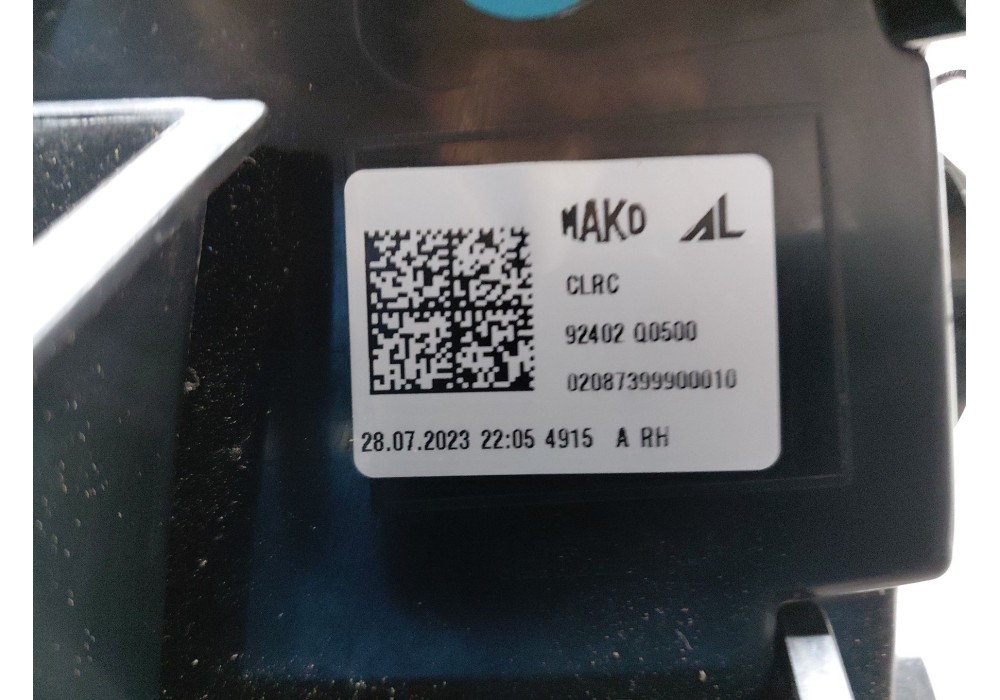 MAKO AL
CLRC
92402 Q0500
02087399900010
28.07.2023 22:05 4915 A RH